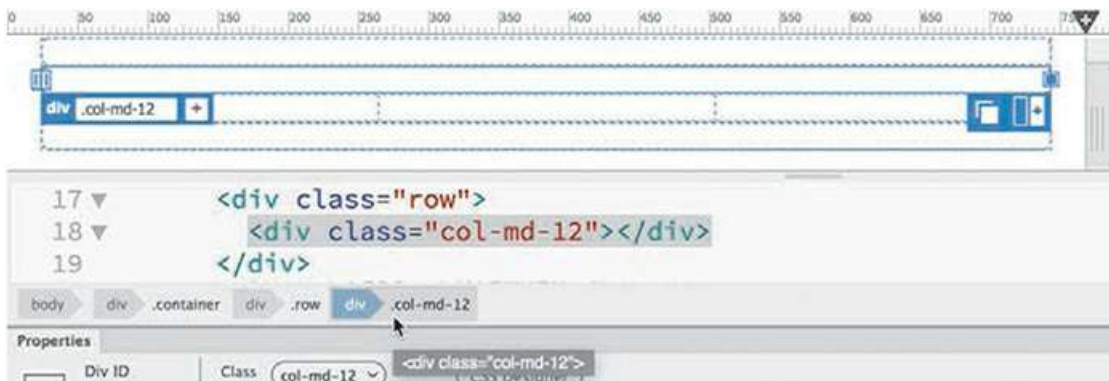 0 50 100 150 200 250 300 350 400 450 500 550 600 650 700
div .col-md-12 +
17 <div class="row">
18 <div class="col-md-12"></div>
19 </div>
body div .container div .row div .col-md-12
Properties
<div class="col-md-12">
Div ID Class col-md-12